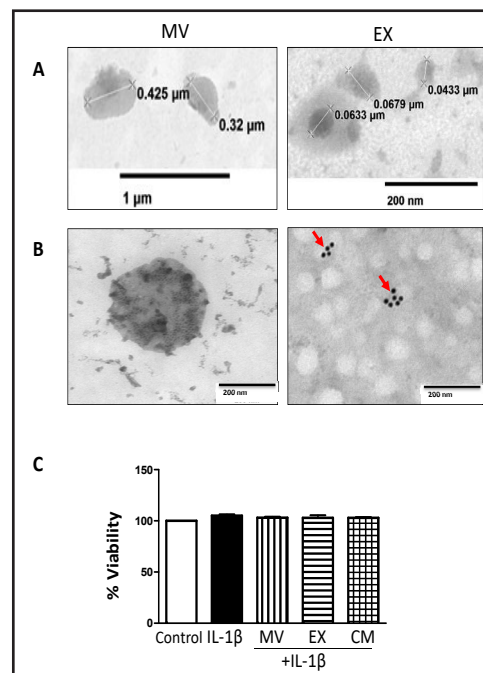 MV EX
A
0.425 µm
0.32 µm
1 µm
0.0433 µm
0.0679 µm
0.0633 µm
200 nm
B
200 nm
200 nm
C
% Viability
150
100
50
0
Control IL-1β MV EX CM
+IL-1β